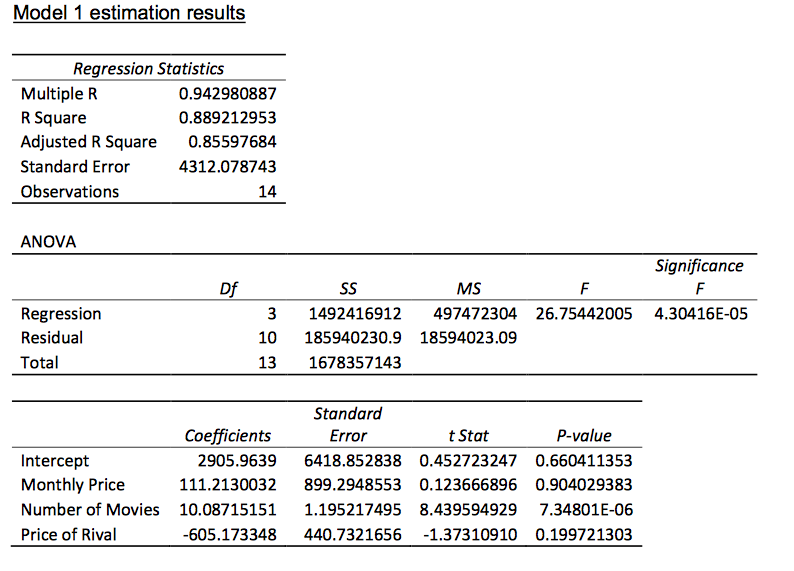 Model 1 estimation results
Regression Statistics
Multiple R 0.942980887
R Square 0.889212953
Adjusted R Square 0.85597684
Standard Error 4312.078743
Observations 14
ANOVA
Significance
Df SS MS F F
Regression 3 1492416912 497472304 26.75442005 4.30416E-05
Residual 10 185940230.9 18594023.09
Total 13 1678357143
Standard
Coefficients Error t Stat P-value
Intercept 2905.9639 6418.852838 0.452723247 0.660411353
Monthly Price 111.2130032 899.2948553 0.123666896 0.904029383
Number of Movies 10.08715151 1.195217495 8.439594929 7.34801E-06
Price of Rival -605.173348 440.7321656 -1.37310910 0.199721303